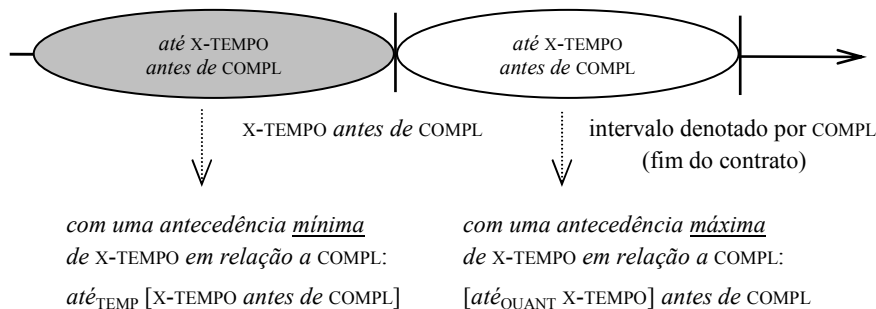 até X-TEMPO
antes de COMPL
até X-TEMPO
antes de COMPL
X-TEMPO antes de COMPL
intervalo denotado por COMPL
(fim do contrato)
com uma antecedência mínima
de X-TEMPO em relação a COMPL:
atéTEMP [X-TEMPO antes de COMPL]
com uma antecedência máxima
de X-TEMPO em relação a COMPL:
[atéQUANT X-TEMPO] antes de COMPL